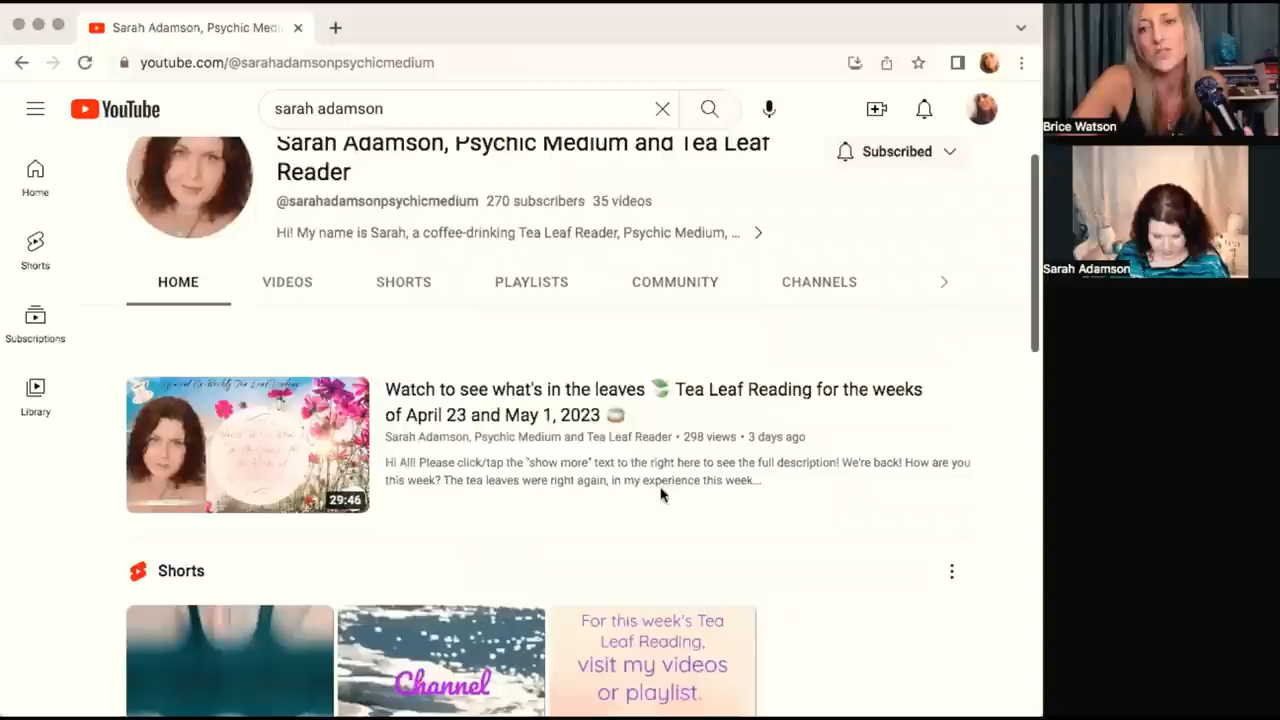 Sarah Adamson, Psychic Medi
youtube.com/@sarahadamsonpsychicmedium
YouTube
sarah adamson
Sarah Adamson, Psychic Medium and Tea Leaf
Reader
Subscribed
@sarahadamsonpsychicmedium 270 subscribers 35 videos
Hi! My name is Sarah, a coffee-drinking Tea Leaf Reader, Psychic Medium, ...
Home
Shorts
Subscriptions
Library
HOME VIDEOS SHORTS PLAYLISTS COMMUNITY CHANNELS
29:46
Watch to see what's in the leaves 🍃 Tea Leaf Reading for the weeks
of April 23 and May 1, 2023
Sarah Adamson, Psychic Medium and Tea Leaf Reader • 298 views • 3 days ago
Hi All! Please click/tap the "show more" text to the right here to see the full description! We're back! How are you
this week? The tea leaves were right again, in my experience this week...
Shorts
Channel
For this week's Tea
Leaf Reading,
visit my videos
or playlist.
Brice Watson
Sarah Adamson